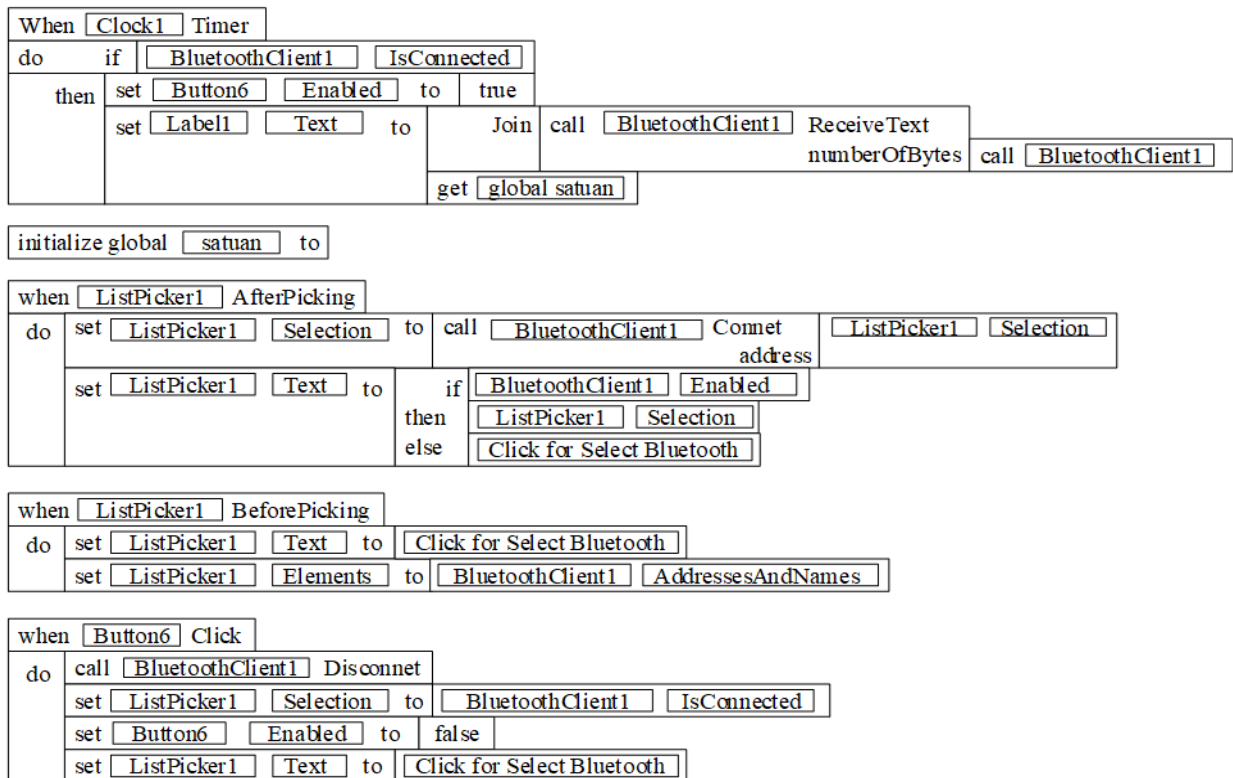 When Clock1 Timer
do if BluetoothClient1 IsConnected
then set Button6 Enabled to true
set Label1 Text to Join call BluetoothClient1 ReceiveText
numberOfBytes call BluetoothClient1
get global satuan
initialize global satuan to
when ListPicker1 AfterPicking
do set ListPicker1 Selection to call BluetoothClient1 Connet ListPicker1 Selection
address
set ListPicker1 Text to if BluetoothClient1 Enabled
then ListPicker1 Selection
else Click for Select Bluetooth
when ListPicker1 BeforePicking
do set ListPicker1 Text to Click for Select Bluetooth
set ListPicker1 Elements to BluetoothClient1 AddressesAndNames
when Button6 Click
do call BluetoothClient1 Disconnet
set ListPicker1 Selection to BluetoothClient1 IsConnected
set Button6 Enabled to false
set ListPicker1 Text to Click for Select Bluetooth